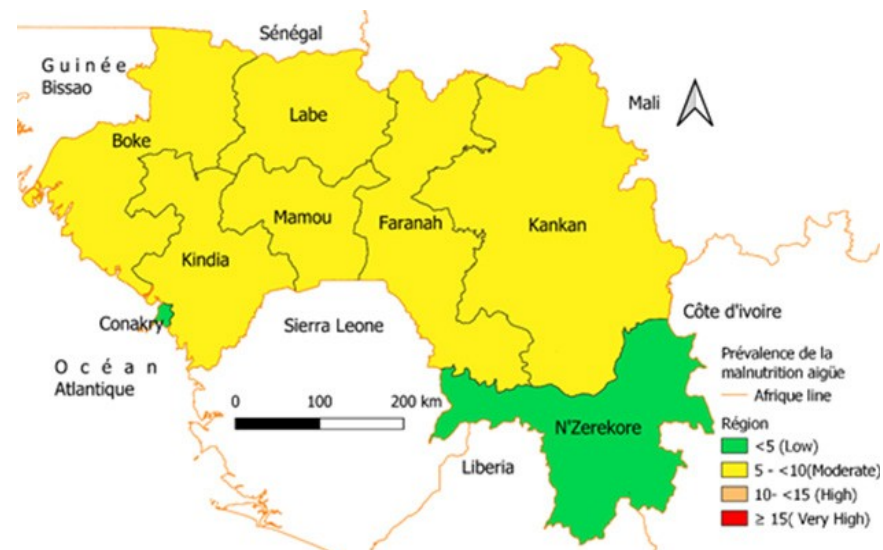 Sénégal
Guinée
Bissao
Mali
Labe
Boke
Mamou
Faranah
Kankan
Kindia
Conakry
Sierra Leone
Côte d'ivoire
Océan
Atlantique
0 100 200 km
N'Zerekore
Liberia
Prévalence de la
malnutrition aigüe
Afrique line
Région
<5 (Low)
5 - <10(Moderate)
10- <15 (High)
≥ 15( Very High)